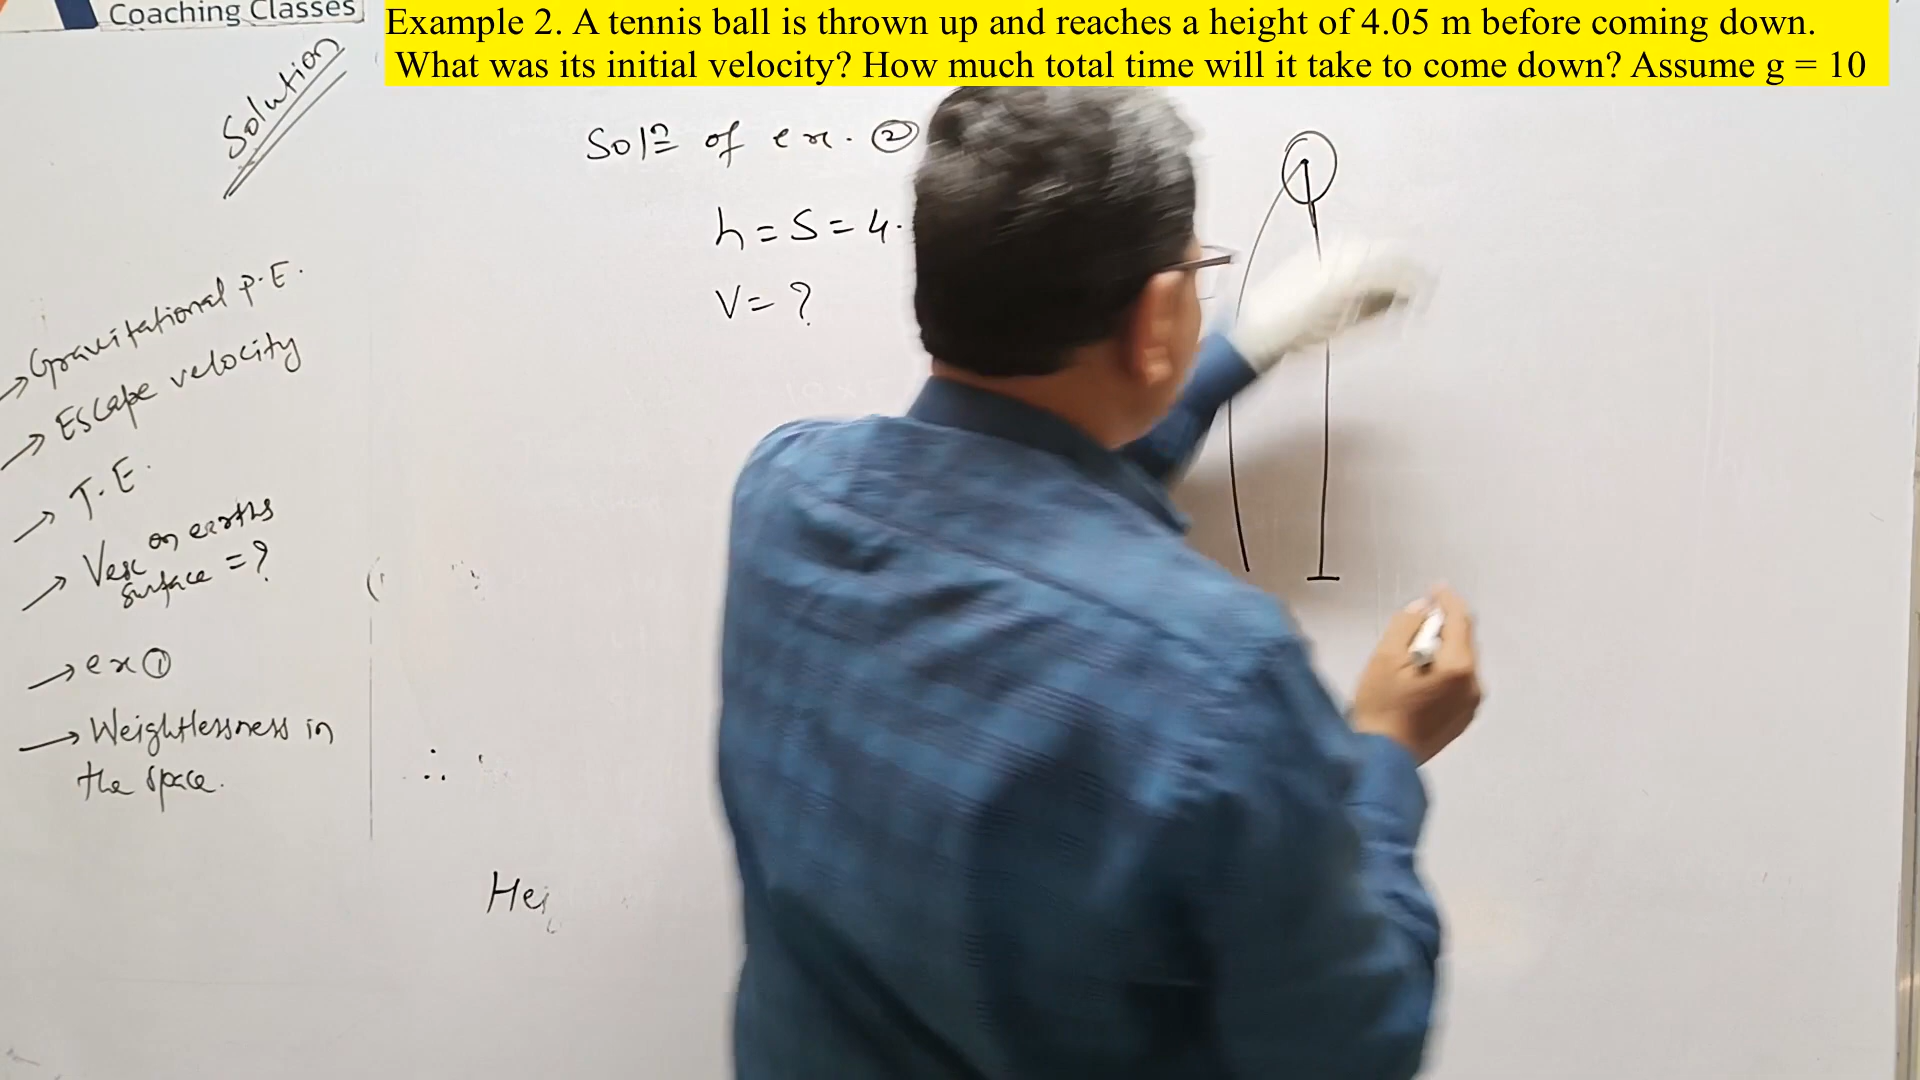 Coaching Classes
Example 2. A tennis ball is thrown up and reaches a height of 4.05 m before coming down.
What was its initial velocity? How much total time will it take to come down? Assume g = 10
Solution
Sol<u>n</u> of ex. ②
h = S = 4.
V = ?
→ Gravitational P.E.
→ Escape velocity
→ T.E.
→ Vesc on earths
surface = ?
→ ex ①
→ Weightlessness in
the space.
∴
Hei